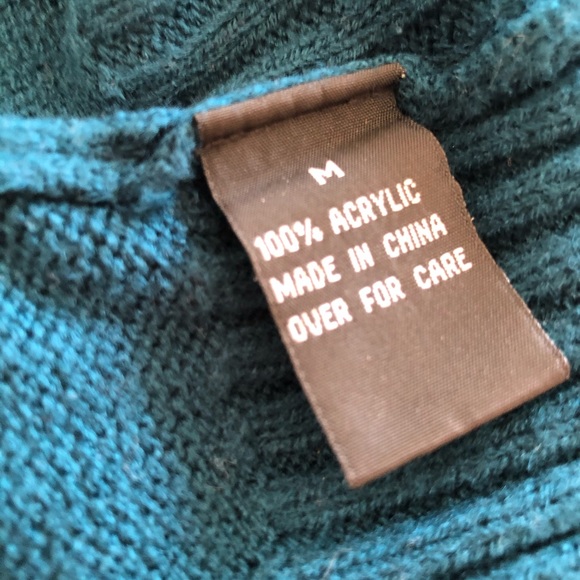 M
100% ACRYLIC
MADE IN CHINA
OVER FOR CARE